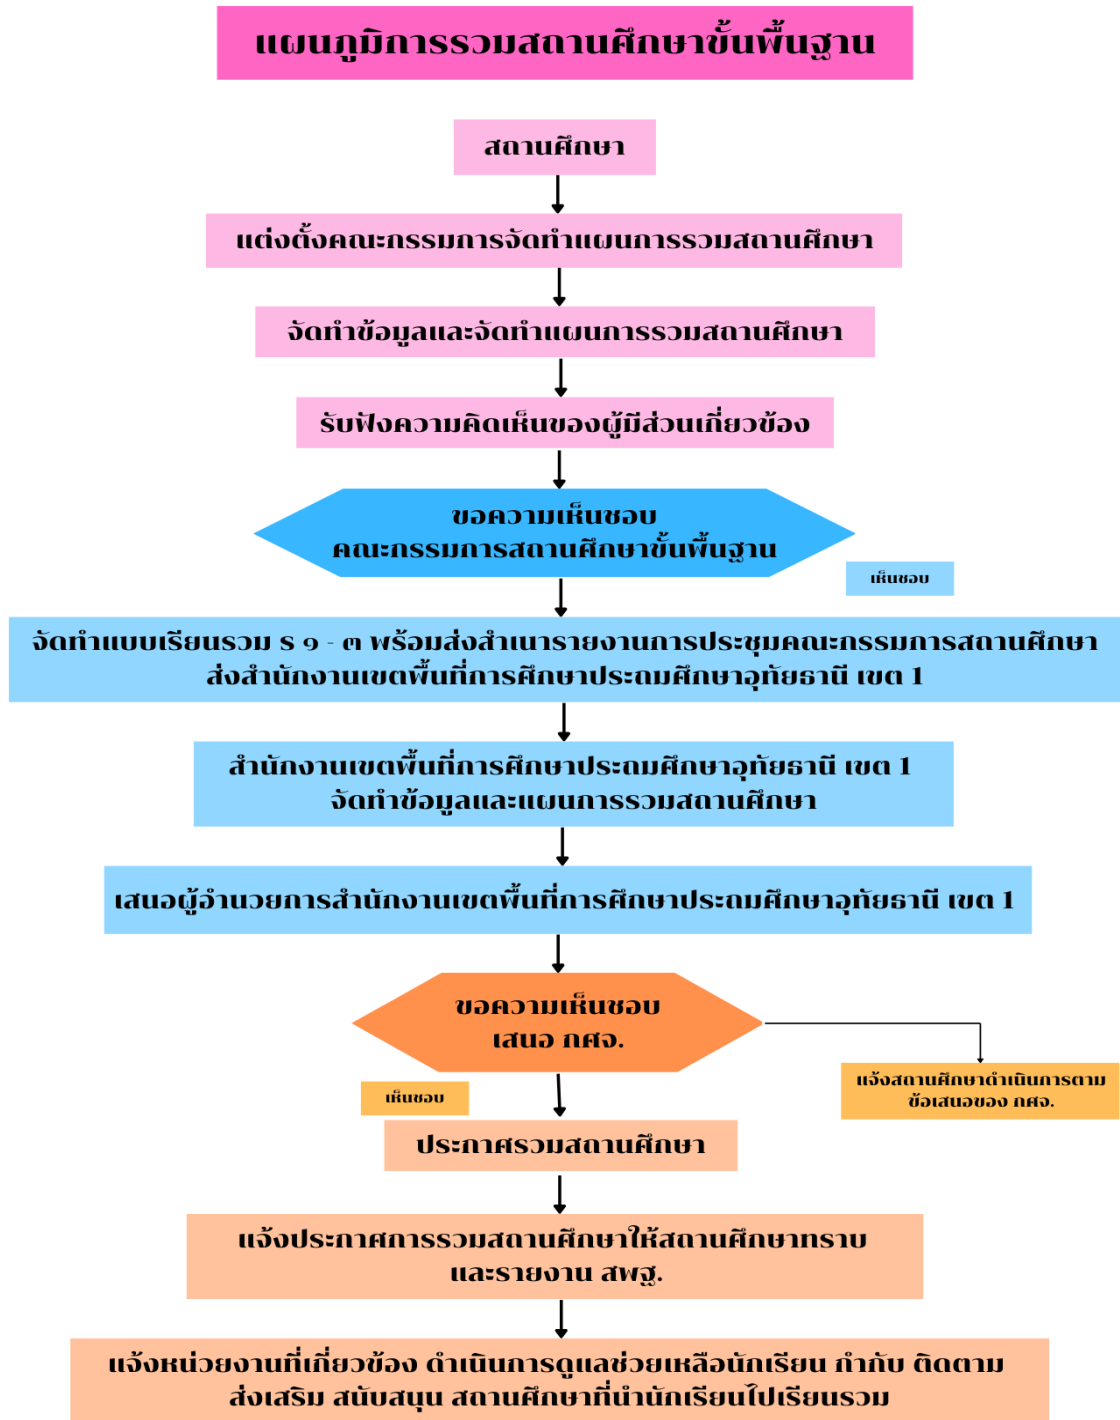 แผนภูมิการรวมสถานศึกษาขั้นพื้นฐาน
สถานศึกษา
แต่งตั้งคณะกรรมการจัดทำแผนการรวมสถานศึกษา
จัดทำข้อมูลและจัดทำแผนการรวมสถานศึกษา
รับฟังความคิดเห็นของผู้มีส่วนเกี่ยวข้อง
ขอความเห็นชอบ
คณะกรรมการสถานศึกษาขั้นพื้นฐาน
เห็นชอบ
จัดทำแบบเรียนรวม ร ๑ - ๓ พร้อมส่งสำเนารายงานการประชุมคณะกรรมการสถานศึกษา
ส่งสำนักงานเขตพื้นที่การศึกษาประถมศึกษาอุทัยธานี เขต 1
สำนักงานเขตพื้นที่การศึกษาประถมศึกษาอุทัยธานี เขต 1
จัดทำข้อมูลและแผนการรวมสถานศึกษา
เสนอผู้อำนวยการสำนักงานเขตพื้นที่การศึกษาประถมศึกษาอุทัยธานี เขต 1
ขอความเห็นชอบ
เสนอ กศจ.
แจ้งสถานศึกษาดำเนินการตาม
ข้อเสนอของ กศจ.
เห็นชอบ
ประกาศรวมสถานศึกษา
แจ้งประกาศการรวมสถานศึกษาให้สถานศึกษาทราบ
และรายงาน สพฐ.
แจ้งหน่วยงานที่เกี่ยวข้อง ดำเนินการดูแลช่วยเหลือนักเรียน กำกับ ติดตาม
ส่งเสริม สนับสนุน สถานศึกษาที่นำนักเรียนไปเรียนรวม